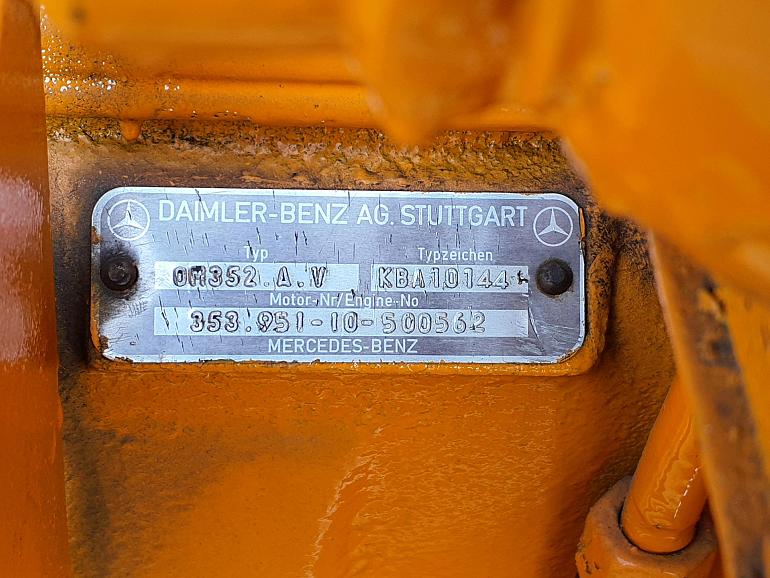 DAIMLER-BENZ AG. STUTTGART
Typ Typzeichen
OM352.A.V KBA10144
Motor-Nr/Engine-No
353.951-10-500562
MERCEDES-BENZ